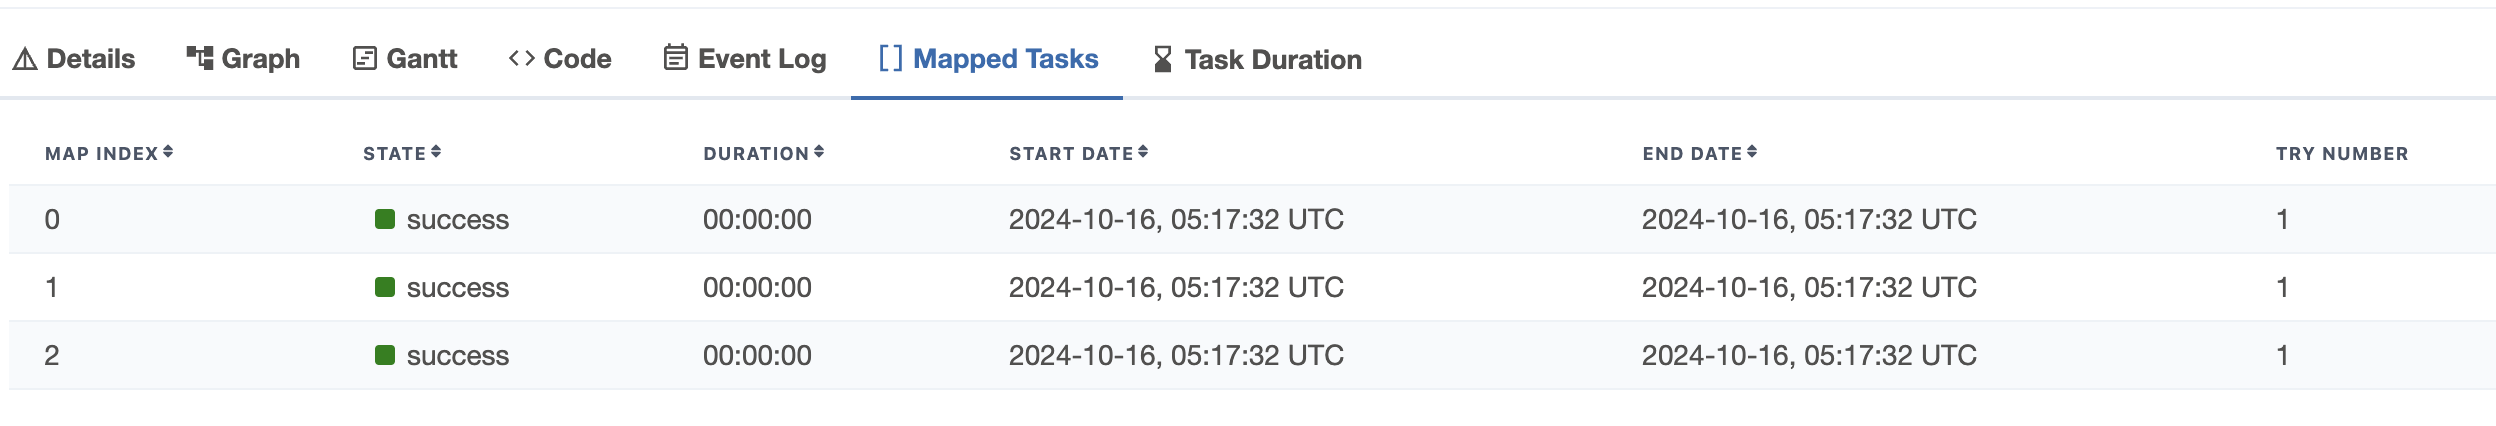 Details Graph Gantt Code Event Log Mapped Tasks Task Duration
MAP INDEX STATE DURATION START DATE END DATE TRY NUMBER
0 success 00:00:00 2024-10-16, 05:17:32 UTC 2024-10-16, 05:17:32 UTC 1
1 success 00:00:00 2024-10-16, 05:17:32 UTC 2024-10-16, 05:17:32 UTC 1
2 success 00:00:00 2024-10-16, 05:17:32 UTC 2024-10-16, 05:17:32 UTC 1